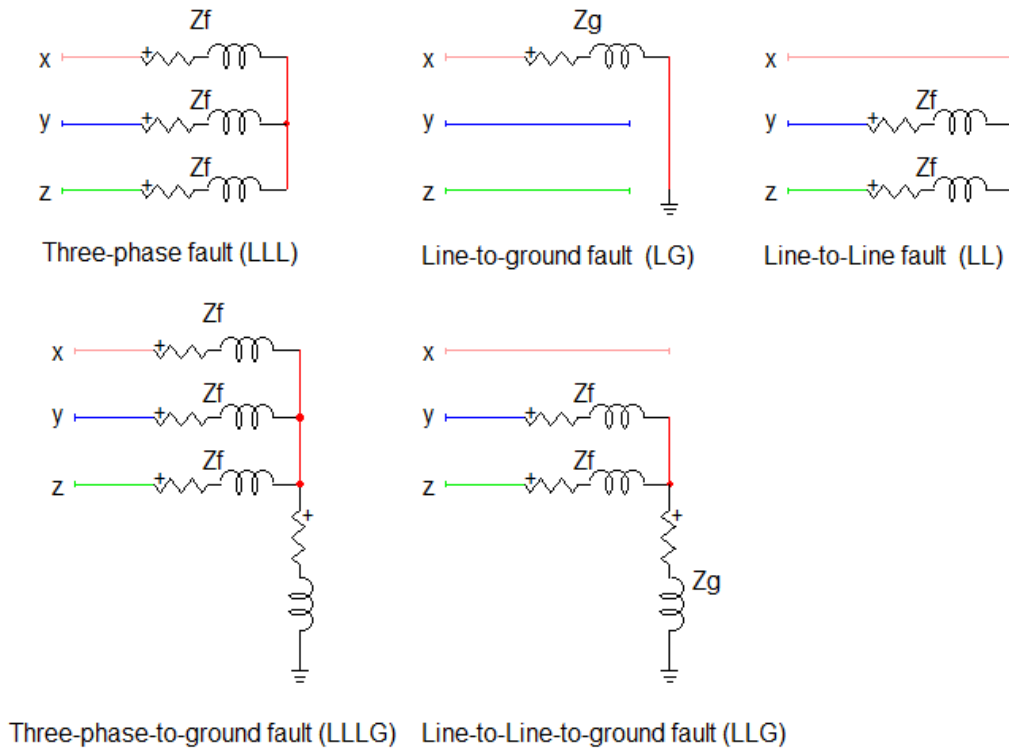 Zf
x +
Zf
y +
Zf
z +
Three-phase fault (LLL)
Zg
x +
y
z
Line-to-ground fault (LG)
x
Zf
y +
Zf
z +
Line-to-Line fault (LL)
Zf
x +
Zf
y +
Zf
z +
+
Three-phase-to-ground fault (LLLG)
x
Zf
y +
Zf
z +
+
Zg
Line-to-Line-to-ground fault (LLG)